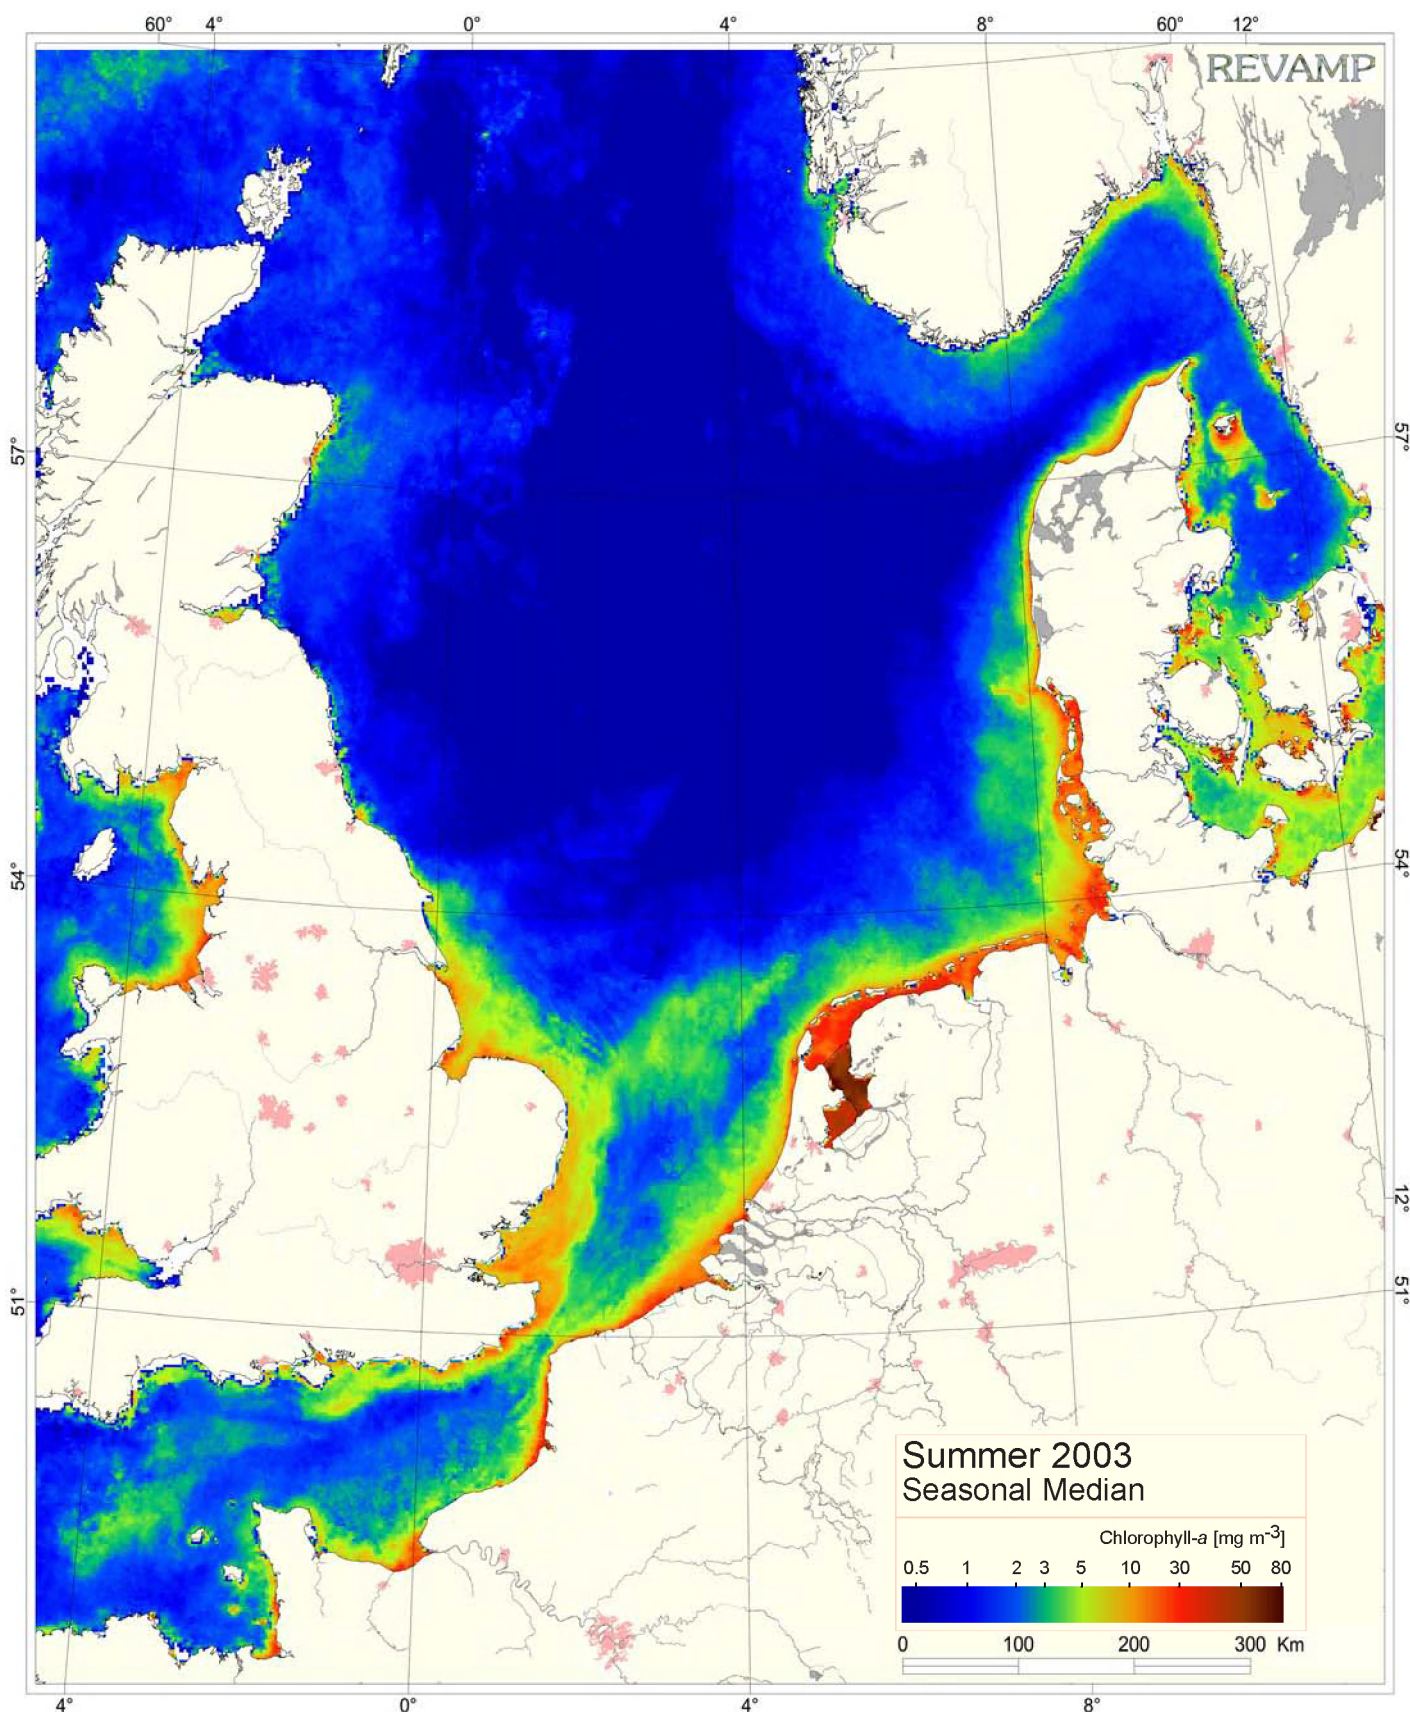 60° 4° 0° 4° 8° 60° 12°
REVAMP
57° 57°
54° 54°
12°
51° 51°
Summer 2003
Seasonal Median
Chlorophyll-a [mg m-3]
0.5 1 2 3 5 10 30 50 80
0 100 200 300 Km
4° 0° 4° 8°